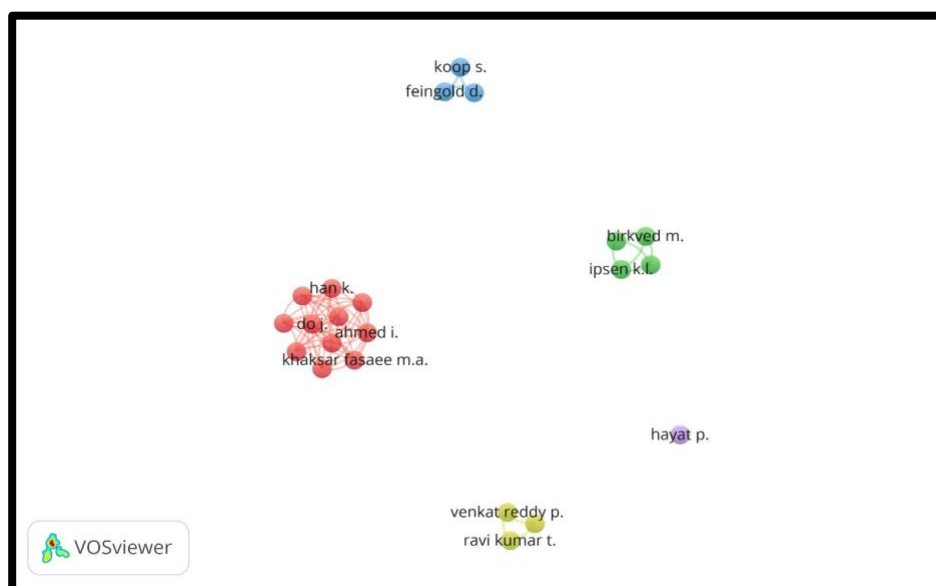 koop s.
feingold d.
birkved m.
ipsen k.l.
han k.
do j.
ahmed i.
khaksar fasaee m.a.
hayat p.
venkat reddy p.
ravi kumar t.
VOSviewer